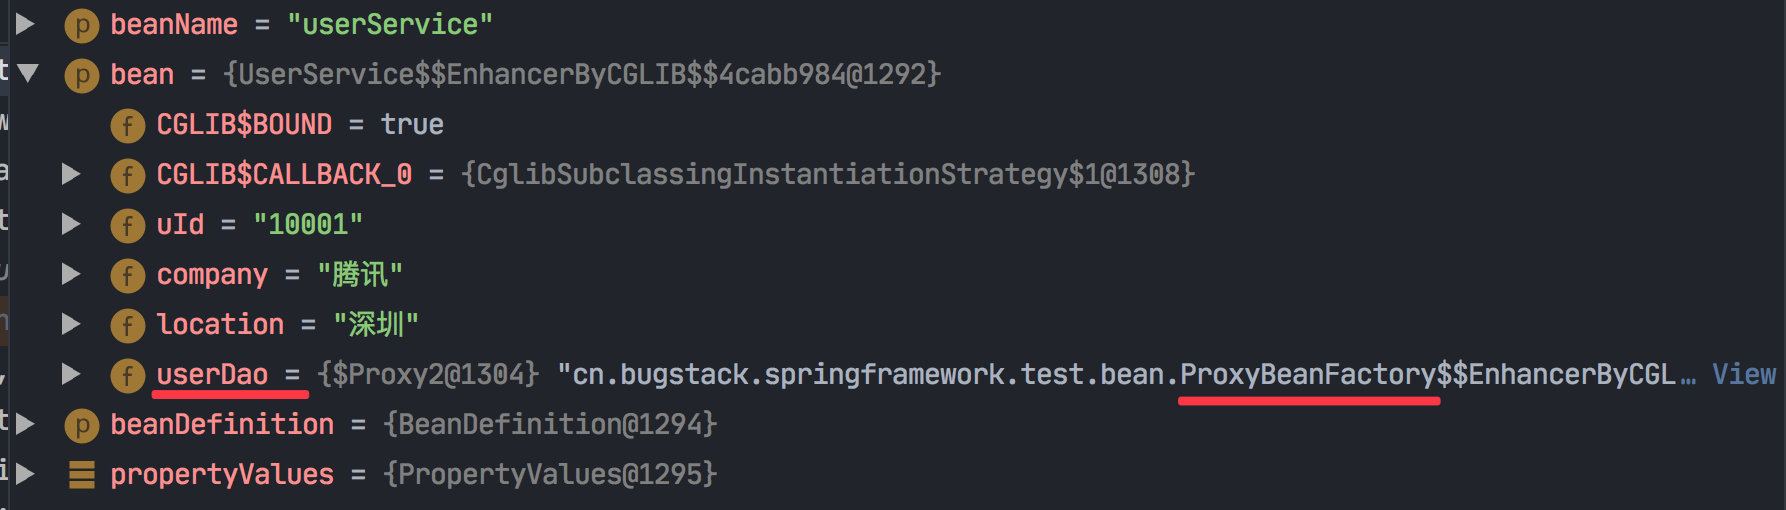 p beanName = "userService"
p bean = {UserService$$EnhancerByCGLIB$$4cabb984@1292}
f CGLIB$BOUND = true
f CGLIB$CALLBACK_0 = {CglibSubclassingInstantiationStrategy$1@1308}
f uId = "10001"
f company = "腾讯"
f location = "深圳"
f userDao = {$Proxy2@1304} "cn.bugstack.springframework.test.bean.ProxyBeanFactory$$EnhancerByCGL... View
p beanDefinition = {BeanDefinition@1294}
propertyValues = {PropertyValues@1295}